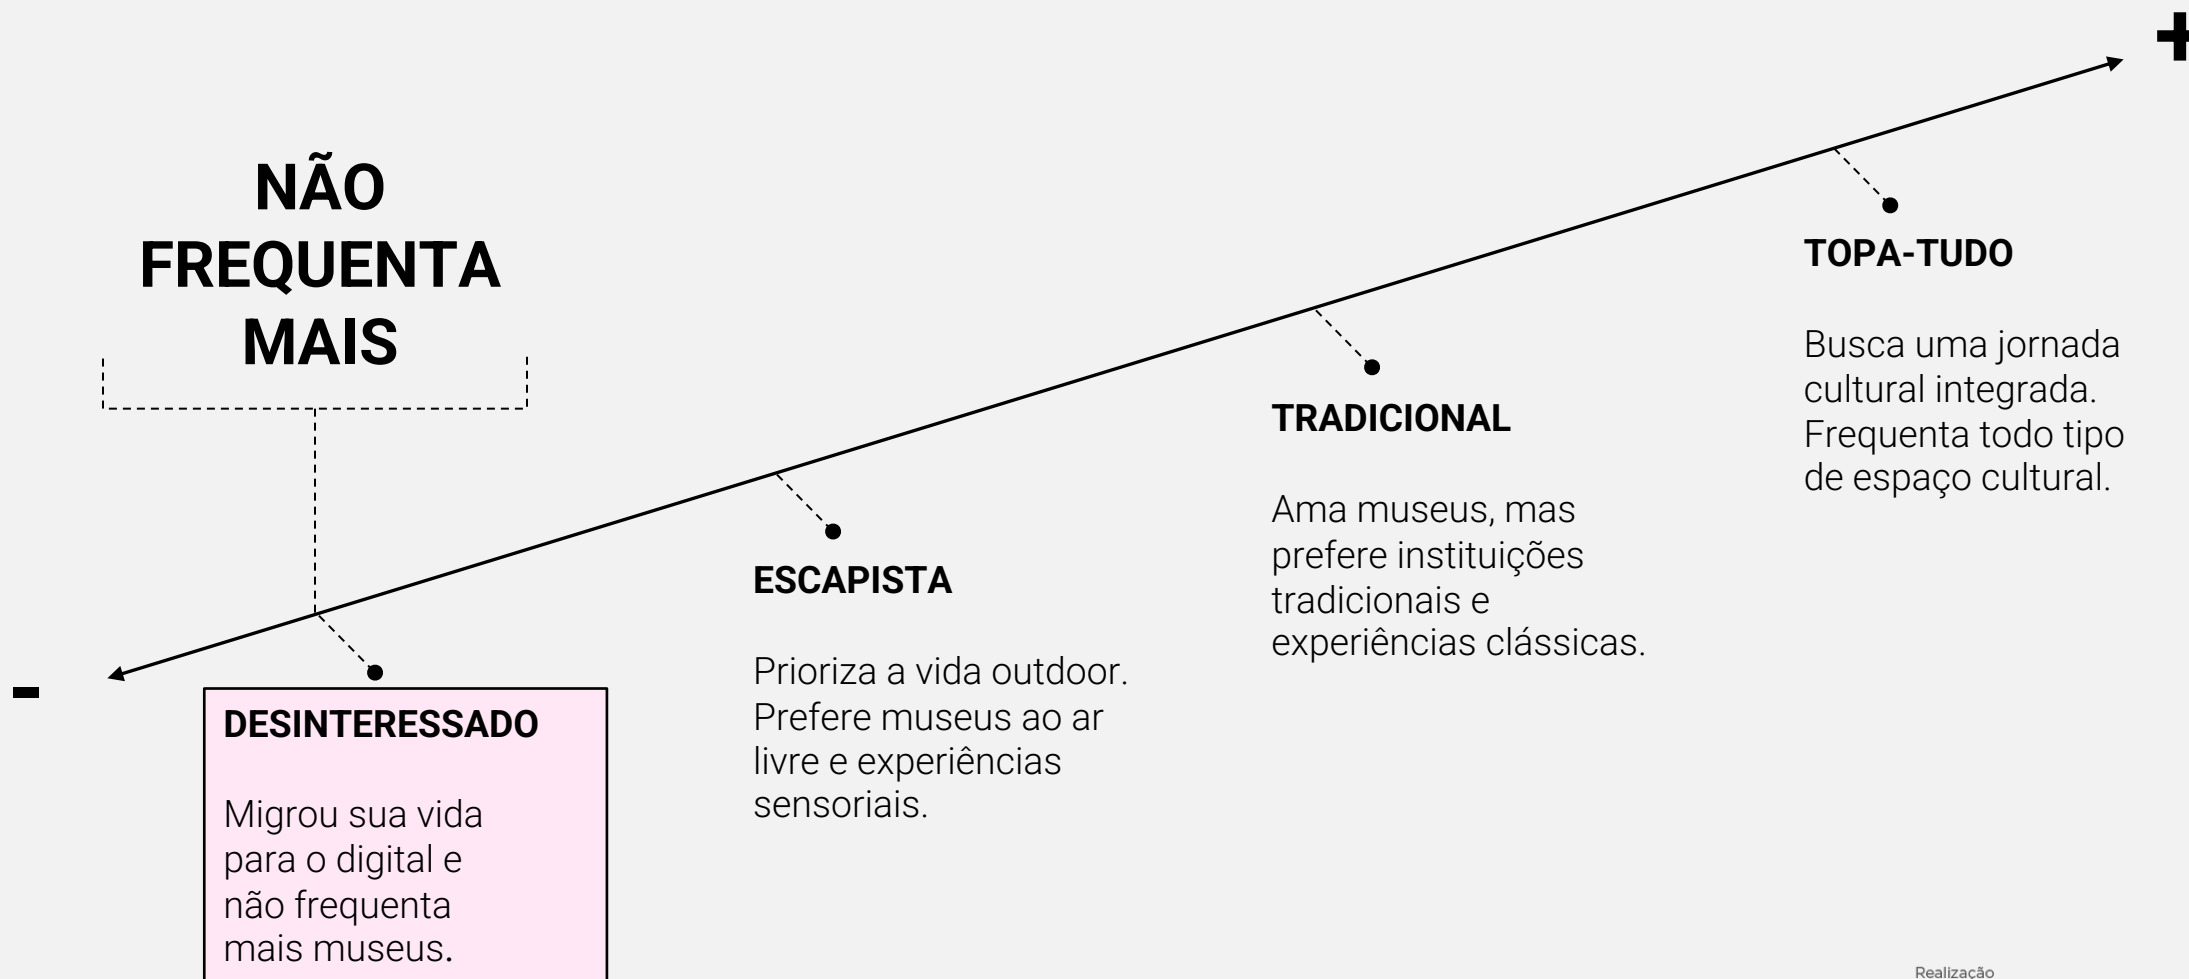 +
NÃO
FREQUENTA
MAIS
TOPA-TUDO
Busca uma jornada
cultural integrada.
Frequenta todo tipo
de espaço cultural.
TRADICIONAL
Ama museus, mas
prefere instituições
tradicionais e
experiências clássicas.
ESCAPISTA
Prioriza a vida outdoor.
Prefere museus ao ar
livre e experiências
sensoriais.
-
DESINTERESSADO
Migrou sua vida
para o digital e
não frequenta
mais museus.
Realização